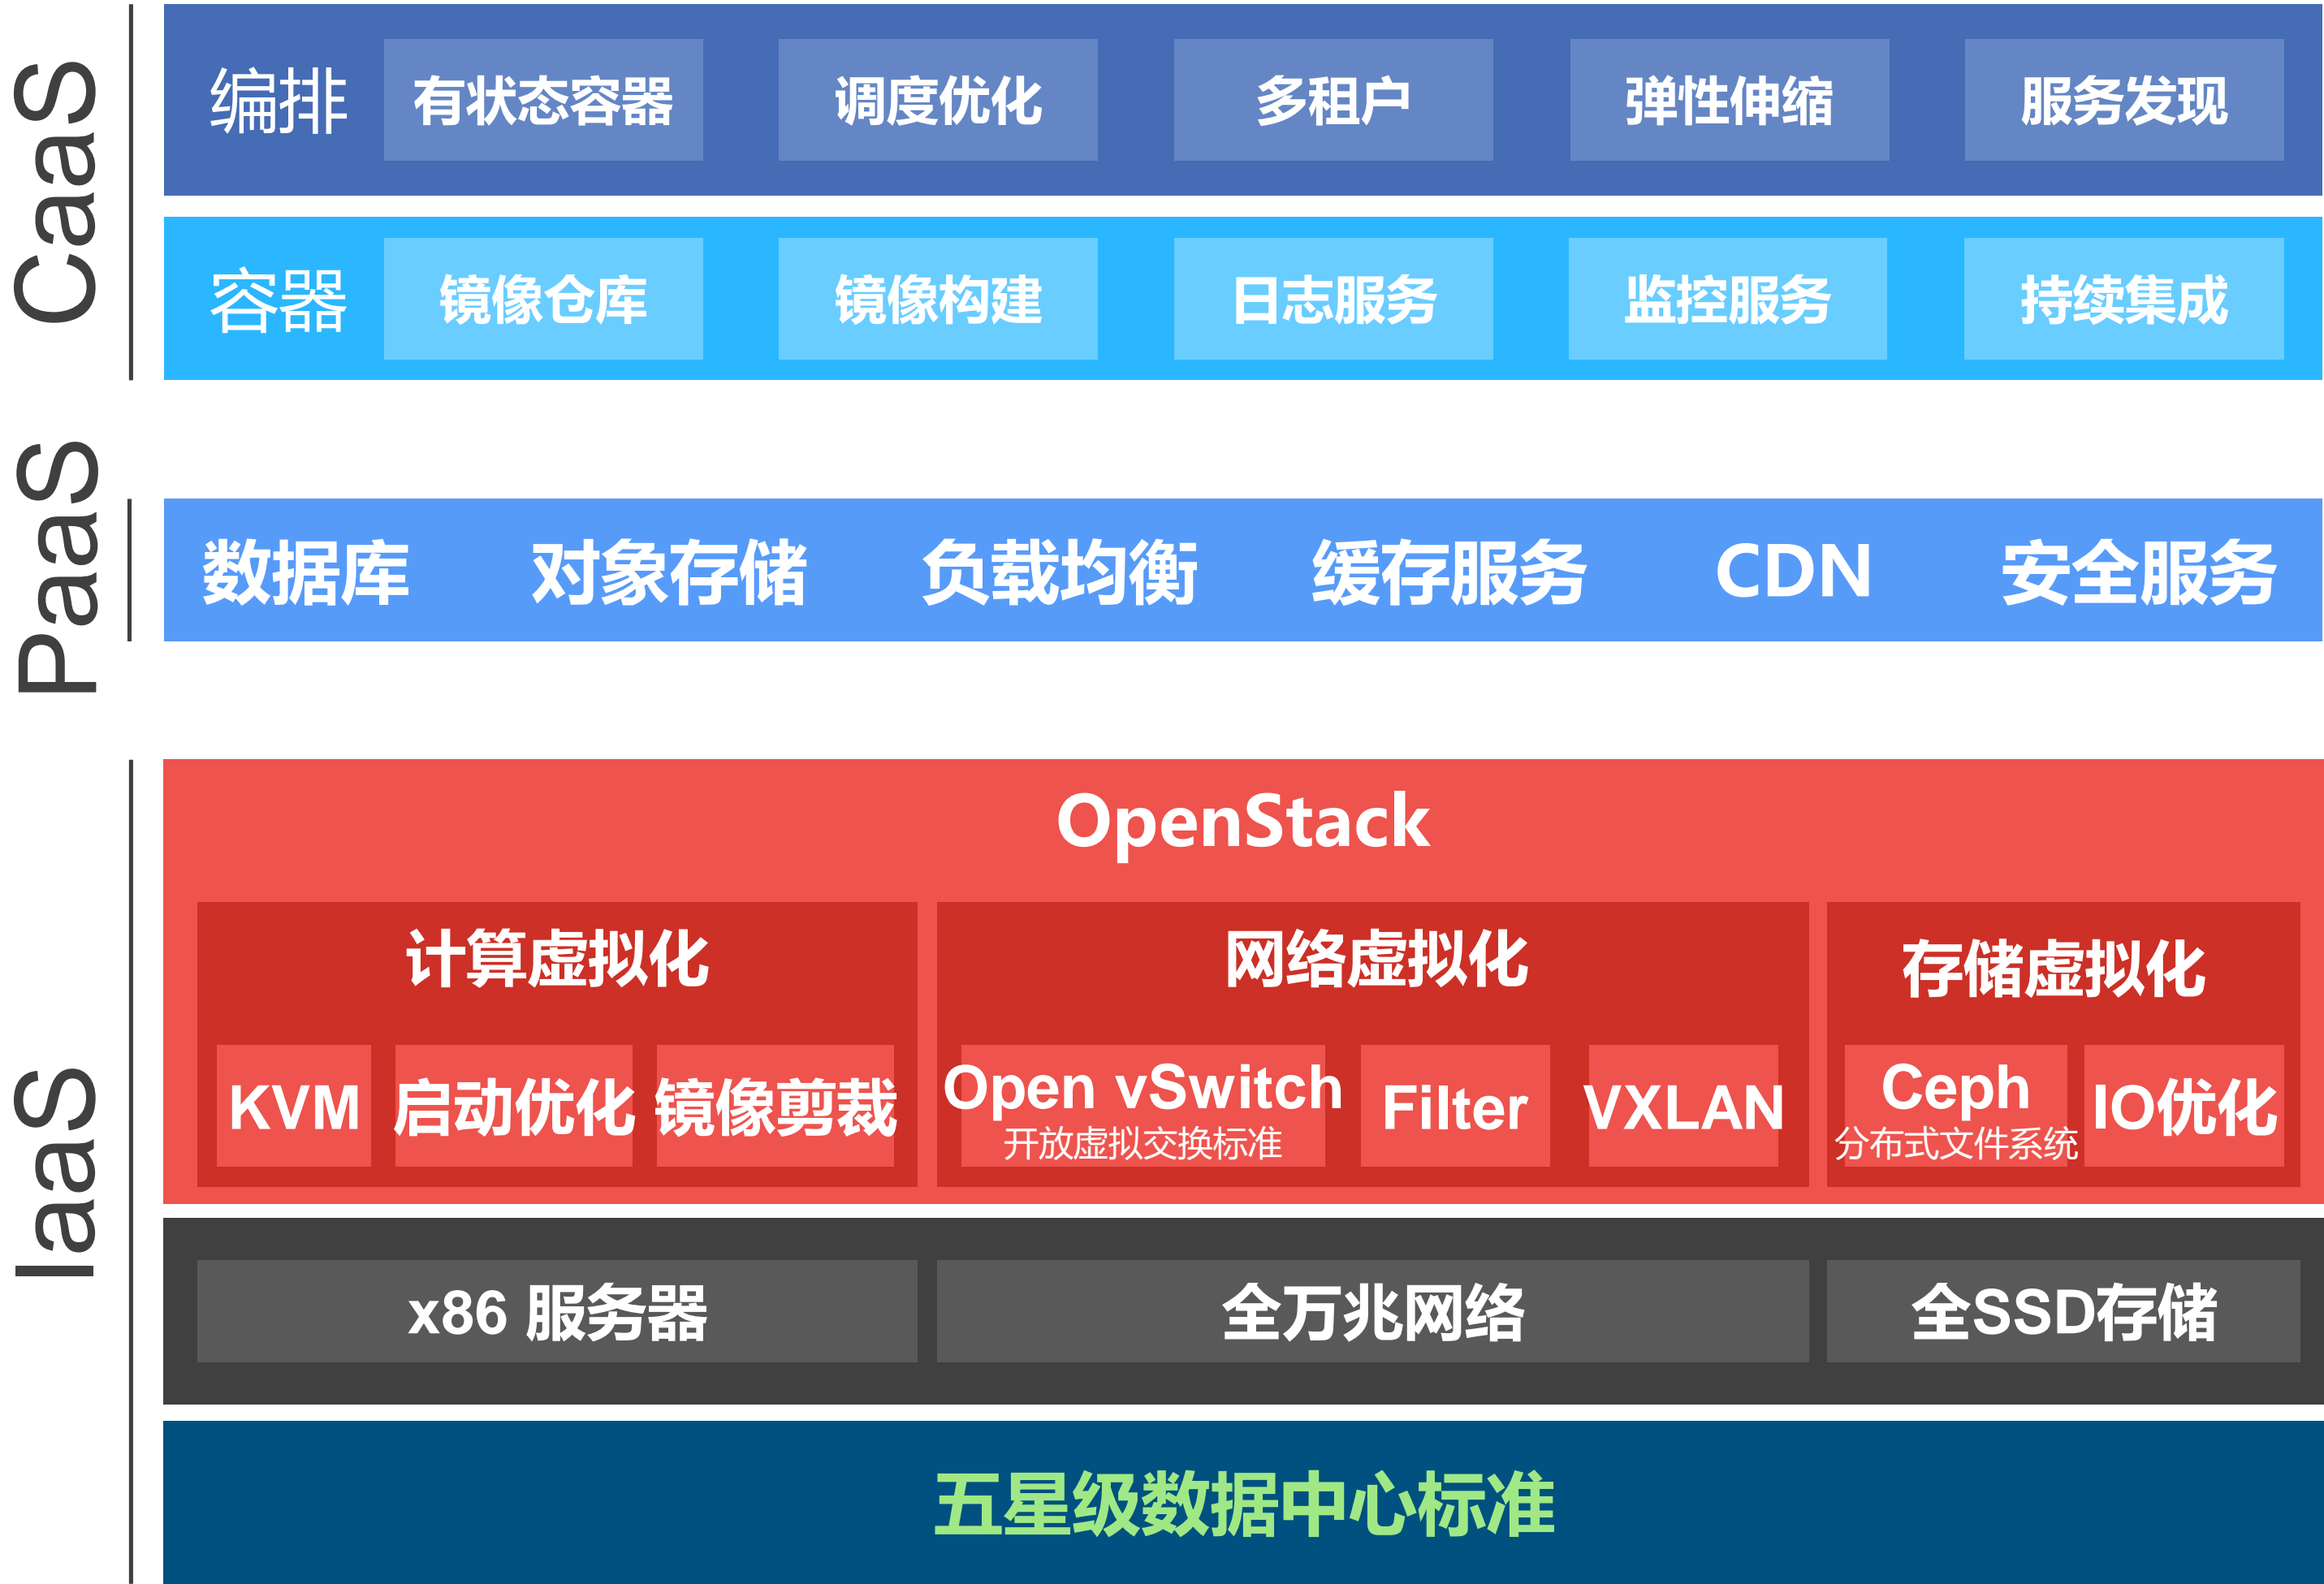 CaaS
编排
有状态容器
调度优化
多租户
弹性伸缩
服务发现
容器
镜像仓库
镜像构建
日志服务
监控服务
持续集成
PaaS
数据库
对象存储
负载均衡
缓存服务
CDN
安全服务
IaaS
OpenStack
计算虚拟化
KVM
启动优化
镜像剪裁
网络虚拟化
Open vSwitch
开放虚拟交换标准
Filter
VXLAN
存储虚拟化
Ceph
分布式文件系统
IO优化
x86 服务器
全万兆网络
全SSD存储
五星级数据中心标准